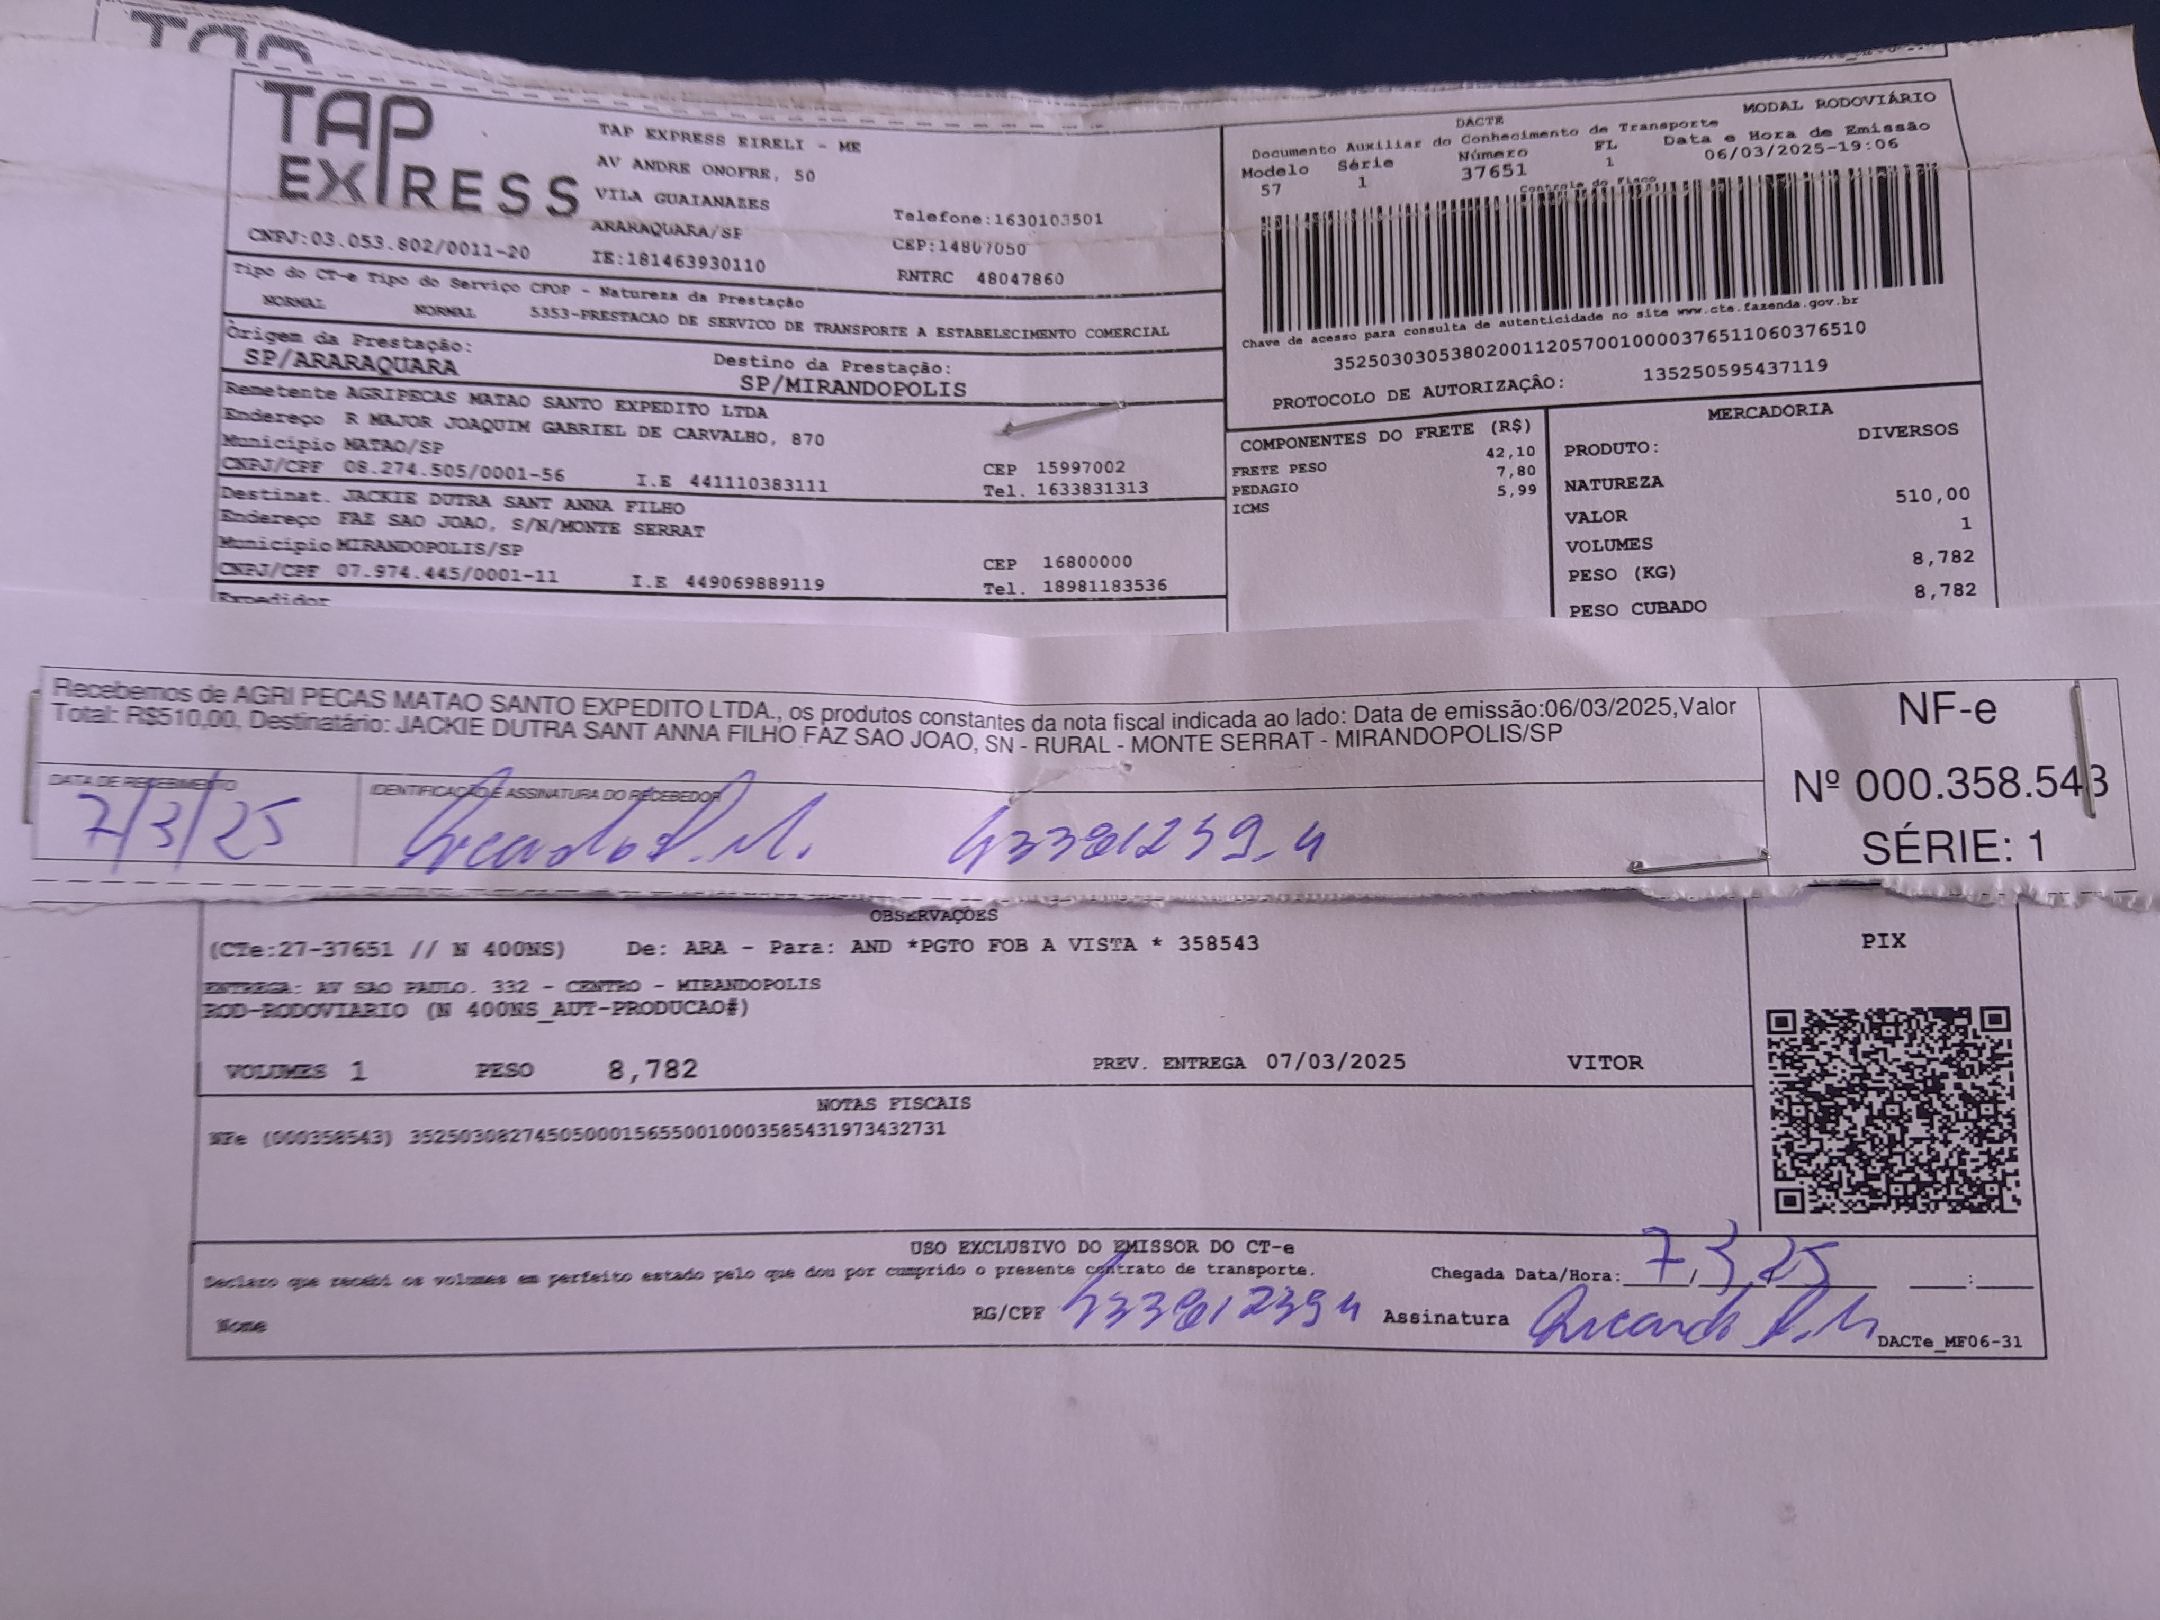 TAP
TAP
EXPRESS
TAP EXPRESS EIRELI - ME
AV ANDRE ONOFRE, 50
VILA GUAIANAZES
ARARAQUARA/SP
IE:181463930110
Telefone:1630103501
CEP:14807050
RNTRC 48047860
CNPJ:03.053.802/0011-20
Tipo do CT-e Tipo do Serviço CFOP - Natureza da Prestação
NORMAL NORMAL 5353-PRESTACAO DE SERVICO DE TRANSPORTE A ESTABELECIMENTO COMERCIAL
Origem da Prestação:
SP/ARARAQUARA
Destino da Prestação:
SP/MIRANDOPOLIS
Remetente AGRIPECAS MATAO SANTO EXPEDITO LTDA
Endereço R MAJOR JOAQUIM GABRIEL DE CARVALHO, 870
Município MATAO/SP
CNPJ/CPF 08.274.505/0001-56 I.E 441110383111
CEP 15997002
Tel. 1633831313
Destinat. JACKIE DUTRA SANT ANNA FILHO
Endereço FAZ SAO JOAO, S/N/MONTE SERRAT
Município MIRANDOPOLIS/SP
CNPJ/CPF 07.974.445/0001-11 I.E 449069889119
CEP 16800000
Tel. 18981183536
Expedidor
DACTE
MODAL RODOVIÁRIO
Documento Auxiliar do Conhecimento de Transporte
Modelo Série Número FL Data e Hora de Emissão
57 1 37651 1 06/03/2025-19:06
Controle do Fisco
Chave de acesso para consulta de autenticidade no site www.cte.fazenda.gov.br
35250303053802001120570010000376511060376510
PROTOCOLO DE AUTORIZAÇÂO: 135250595437119
COMPONENTES DO FRETE (R$)
FRETE PESO 42,10
PEDAGIO 7,80
ICMS 5,99
MERCADORIA
PRODUTO: DIVERSOS
NATUREZA
VALOR 510,00
VOLUMES 1
PESO (KG) 8,782
PESO CUBADO 8,782
Recebemos de AGRI PECAS MATAO SANTO EXPEDITO LTDA., os produtos constantes da nota fiscal indicada ao lado: Data de emissão:06/03/2025,Valor
Total: R$510,00, Destinatário: JACKIE DUTRA SANT ANNA FILHO FAZ SAO JOAO, SN - RURAL - MONTE SERRAT - MIRANDOPOLIS/SP
DATA DE RECEBIMENTO
7/3/25
IDENTIFICAÇÃO E ASSINATURA DO RECEBEDOR
NF-e
Nº 000.358.543
SÉRIE: 1
OBSERVAÇOES
(CTe:27-37651 // N 400NS) De: ARA - Para: AND *PGTO FOB A VISTA * 358543
ENTREGA: AV SAO PAULO. 332 - CENTRO - MIRANDOPOLIS
ROD-RODOVIARIO (N 400NS_AUT-PRODUCAO#)
VOLUMES 1 PESO 8,782 PREV. ENTREGA 07/03/2025 VITOR
PIX
NOTAS FISCAIS
NFe (000358543) 35250308274505000156550010003585431973432731
USO EXCLUSIVO DO EMISSOR DO CT-e
Declaro que recebi os volumes em perfeito estado pelo que dou por cumprido o presente contrato de transporte.
Chegada Data/Hora: 7,3,25 :
Nome
RG/CPF
Assinatura
DACTe_MF06-31